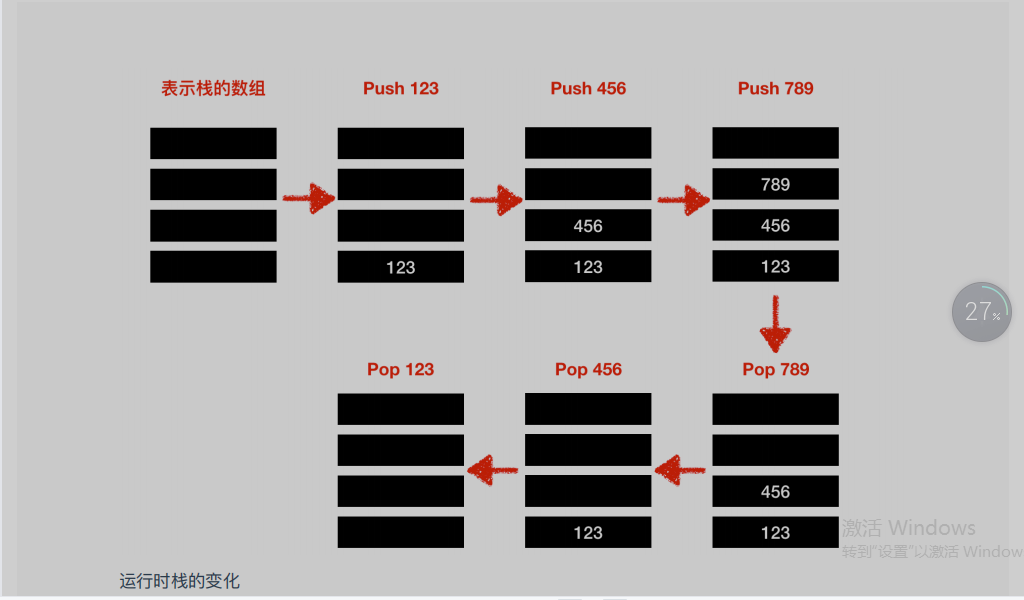 表示栈的数组
Push 123
Push 456
Push 789
789
456
456
123
123
123
27%
Pop 123
Pop 456
Pop 789
456
123
123
激活 Windows
转到"设置"以激活 Window
运行时栈的变化